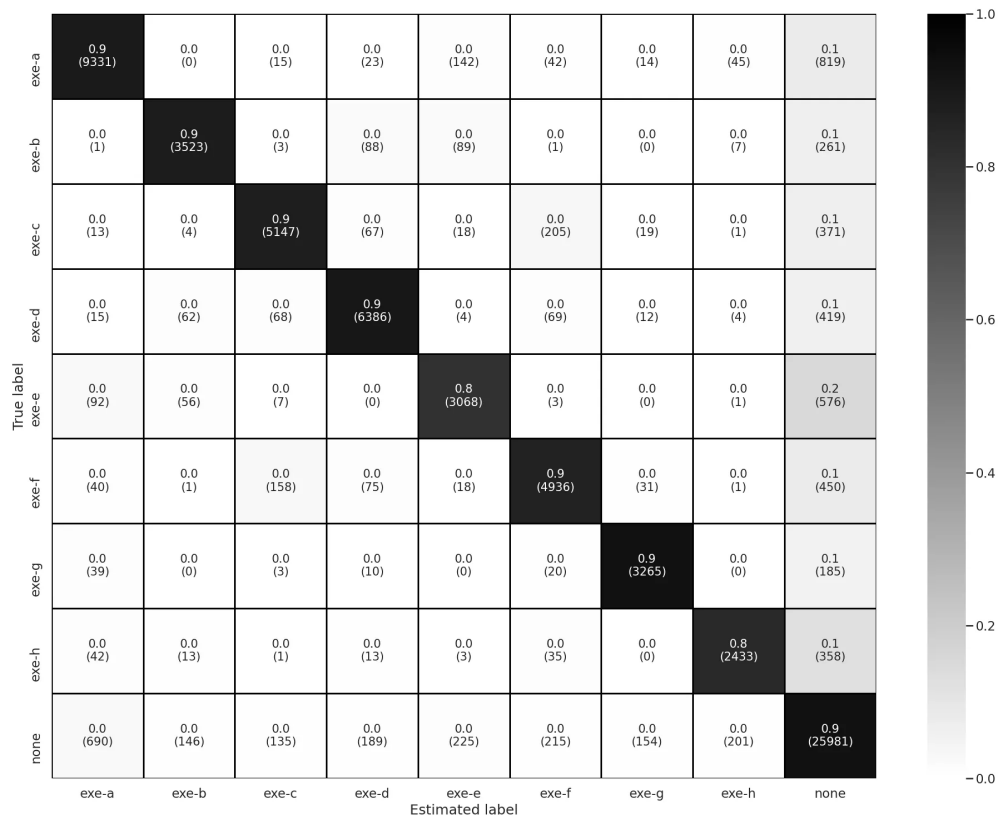 1.0
exe-a
0.9 0.0 0.0 0.0 0.0 0.0 0.0 0.0 0.1
(9331) (0) (15) (23) (142) (42) (14) (45) (819)
exe-b
0.0 0.9 0.0 0.0 0.0 0.0 0.0 0.0 0.1
(1) (3523) (3) (88) (89) (1) (0) (7) (261)
0.8
exe-c
0.0 0.0 0.9 0.0 0.0 0.0 0.0 0.0 0.1
(13) (4) (5147) (67) (18) (205) (19) (1) (371)
0.6
exe-d
0.0 0.0 0.0 0.9 0.0 0.0 0.0 0.0 0.1
(15) (62) (68) (6386) (4) (69) (12) (4) (419)
True label
exe-e
0.0 0.0 0.0 0.0 0.8 0.0 0.0 0.0 0.2
(92) (56) (7) (0) (3068) (3) (0) (1) (576)
0.4
exe-f
0.0 0.0 0.0 0.0 0.0 0.9 0.0 0.0 0.1
(40) (1) (158) (75) (18) (4936) (31) (1) (450)
exe-g
0.0 0.0 0.0 0.0 0.0 0.0 0.9 0.0 0.1
(39) (0) (3) (10) (0) (20) (3265) (0) (185)
0.2
exe-h
0.0 0.0 0.0 0.0 0.0 0.0 0.0 0.8 0.1
(42) (13) (1) (13) (3) (35) (0) (2433) (358)
none
0.0 0.0 0.0 0.0 0.0 0.0 0.0 0.0 0.9
(690) (146) (135) (189) (225) (215) (154) (201) (25981)
0.0
exe-a exe-b exe-c exe-d exe-e exe-f exe-g exe-h none
Estimated label